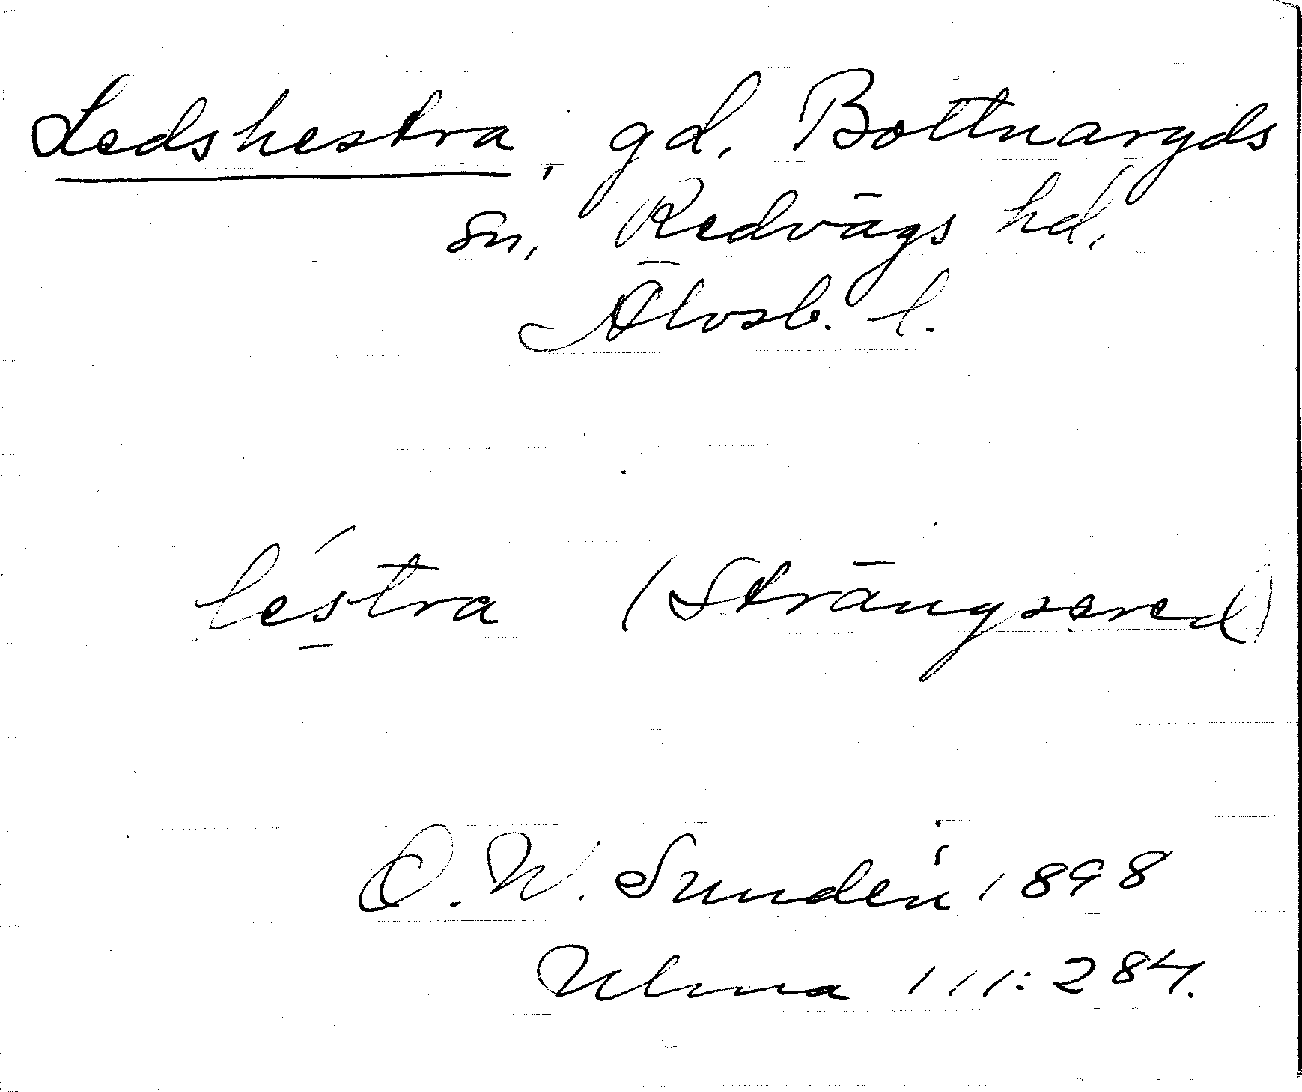 Ledshestra, gd. Bottnaryds
sn, Redvägs hd,
Älvsb. l.
léstra (Strängsered)
O. W. Sundén 1898
Ulma 111:284.